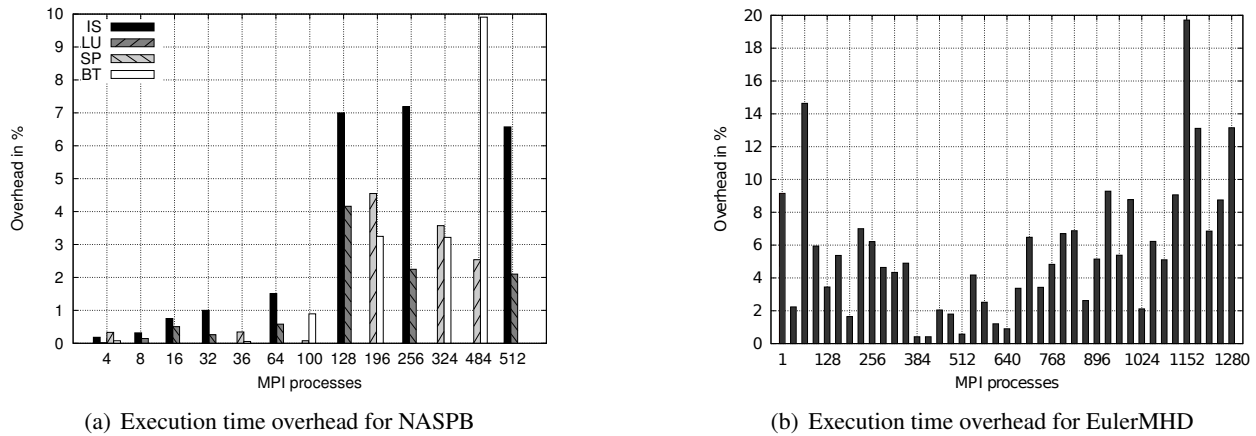 IS
LU
SP
BT
10
9
8
7
6
5
4
3
2
1
0
Overhead in %
4 8 16 32 36 64 100 128 196 256 324 484 512
MPI processes
(a) Execution time overhead for NASPB
20
18
16
14
12
10
8
6
4
2
0
Overhead in %
1 128 256 384 512 640 768 896 1024 1152 1280
MPI processes
(b) Execution time overhead for EulerMHD